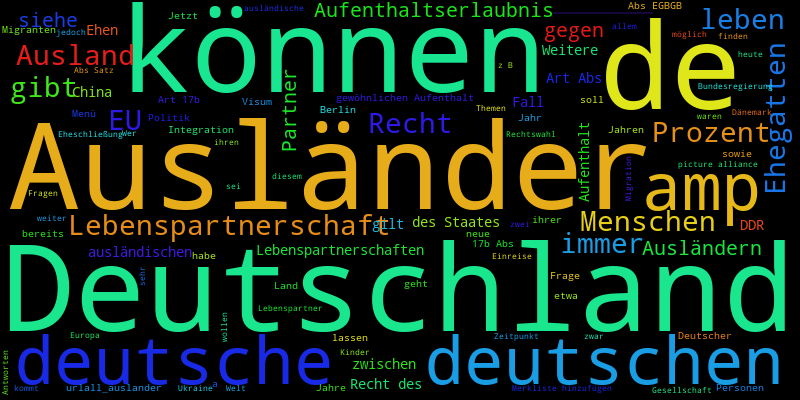 siehe
Migranten
jedoch
Ehen
Jetzt
ausländische
Aufenthaltserlaubnis
Abs EGBGB
leben
Ausland
können
gegen
allem
möglich
finden
Abs Satz
Weitere
de
heute
gibt
China
z B
Art Abs
Bundesregierung
Art 17b
Visum
gewöhnlichen Aufenthalt
Fall
soll
Menü
EU
Politik
Berlin
Recht
Themen
Jahr
waren
Dänemark
Eheschließung
Wer
Integration
ihren
Partner
Rechtswahl
Aufenthalt
Jahren
Prozent
Ehegatten
Ausländer
sowie
picture alliance
Migration
diesem
sei
Fragen
amp
weiter
Lebenspartnerschaft
gilt
des Staates
zwei
ihrer
Menschen
DDR
bereits
neue
17b Abs
immer
ausländischen
habe
Lebenspartnerschaften
Einreise
Ausländern
Deutschland
sehr
Land
geht
Frage
etwa
Lebenspartner
wollen
Europa
lassen
Zeitpunkt
zwar
Deutscher
Antworten
deutsche
Kinder
zwischen
deutschen
kommt
urlall_auslander
Ukraine
a
Welt
Jahre
Recht des
Merkliste hinzufügen
Gesellschaft
Personen